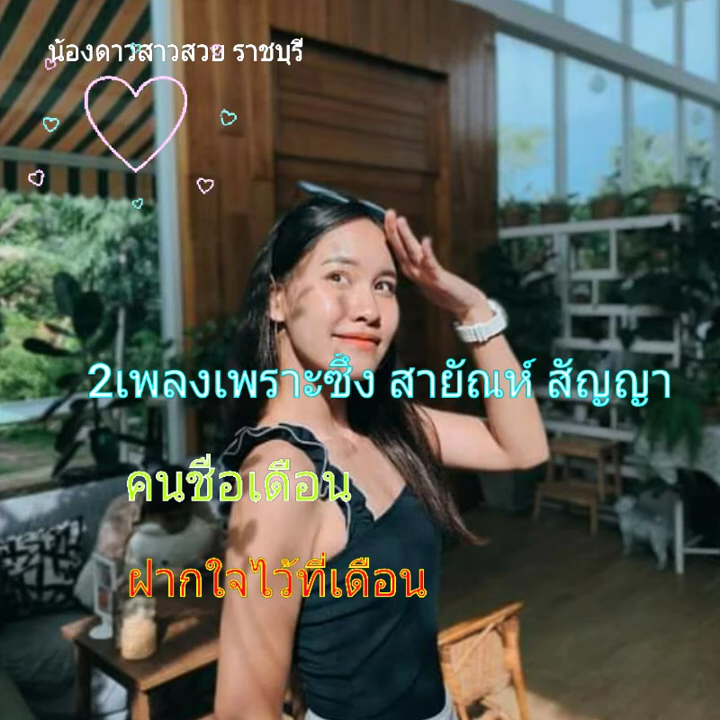 น้องดาวสาวสวย ราชบุรี
2เพลงเพราะซึ้ง สายัณห์ สัญญา
คนชื่อเดือน
ฝากใจไว้ที่เดือน